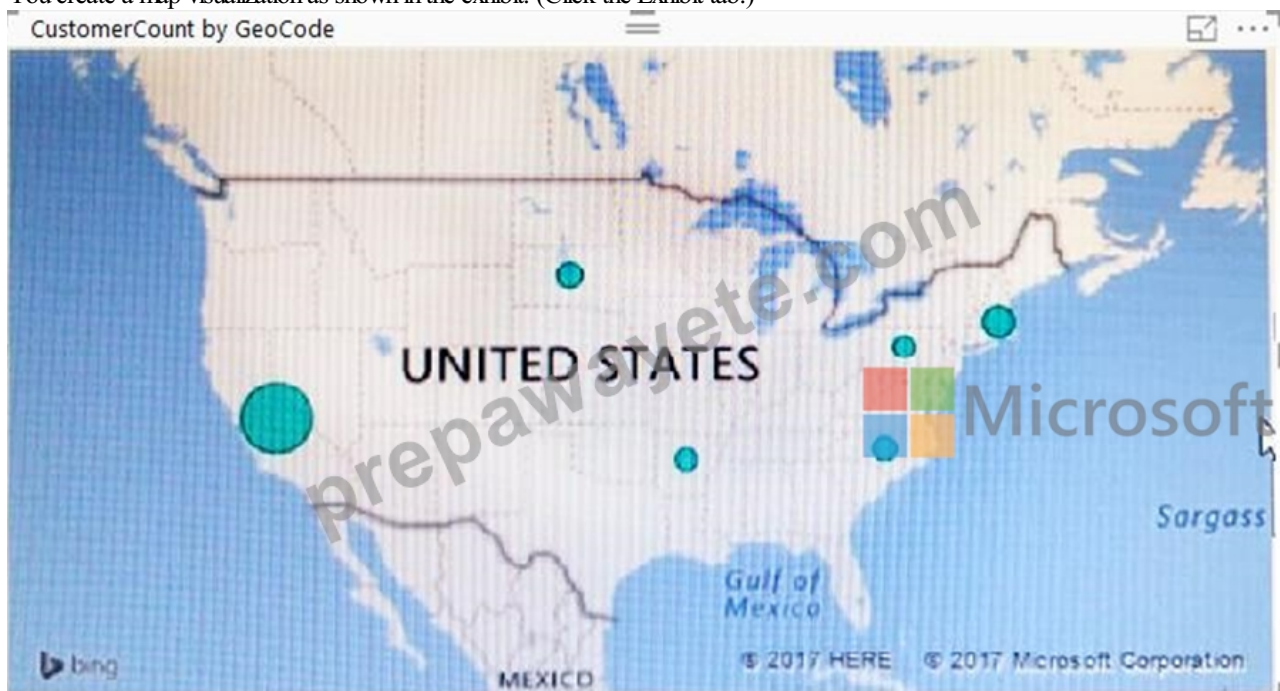 You create a map visualization as shown in the exhibit. (Click the Exhibit tab.)
CustomerCount by GeoCode
UNITED STATES
prepawayete.com
Microsoft
Sargass
Gulf of
Mexico
bing
© 2017 HERE © 2017 Microsoft Corporation
MEXICO